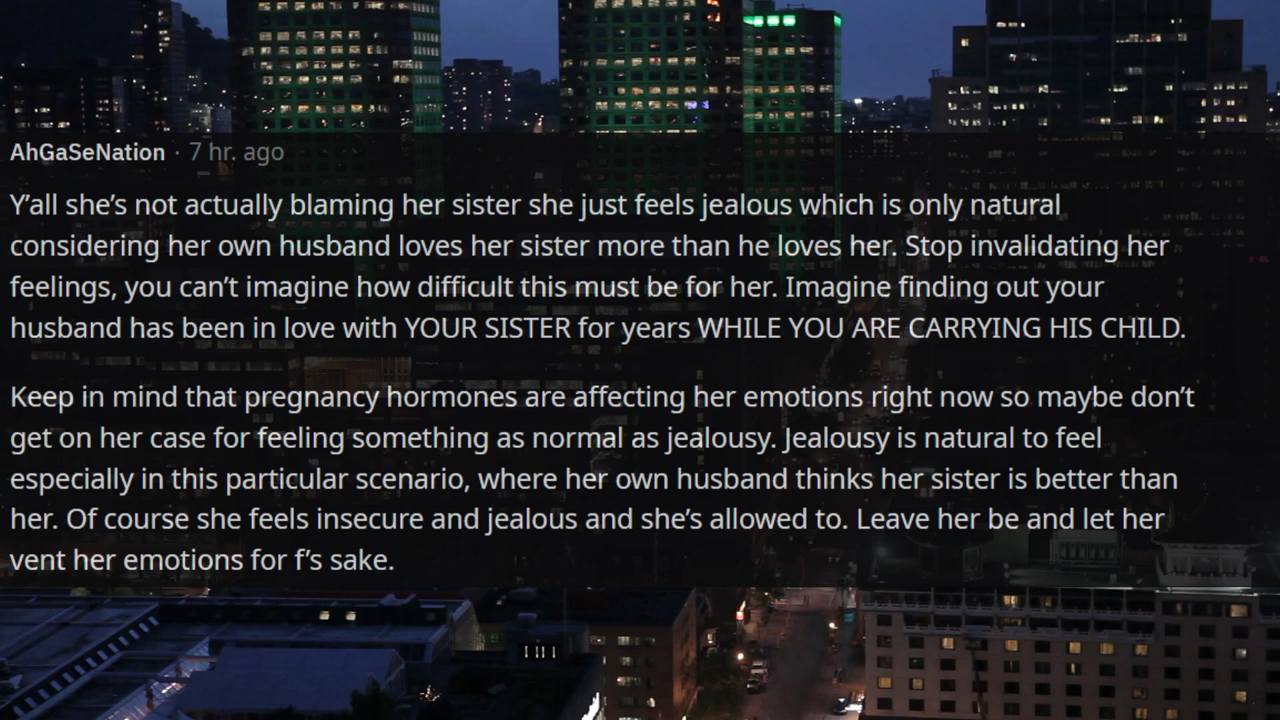 AhGaSeNation · 7 hr. ago
Y’all she’s not actually blaming her sister she just feels jealous which is only natural
considering her own husband loves her sister more than he loves her. Stop invalidating her
feelings, you can’t imagine how difficult this must be for her. Imagine finding out your
husband has been in love with YOUR SISTER for years WHILE YOU ARE CARRYING HIS CHILD.
Keep in mind that pregnancy hormones are affecting her emotions right now so maybe don’t
get on her case for feeling something as normal as jealousy. Jealousy is natural to feel
especially in this particular scenario, where her own husband thinks her sister is better than
her. Of course she feels insecure and jealous and she’s allowed to. Leave her be and let her
vent her emotions for f’s sake.